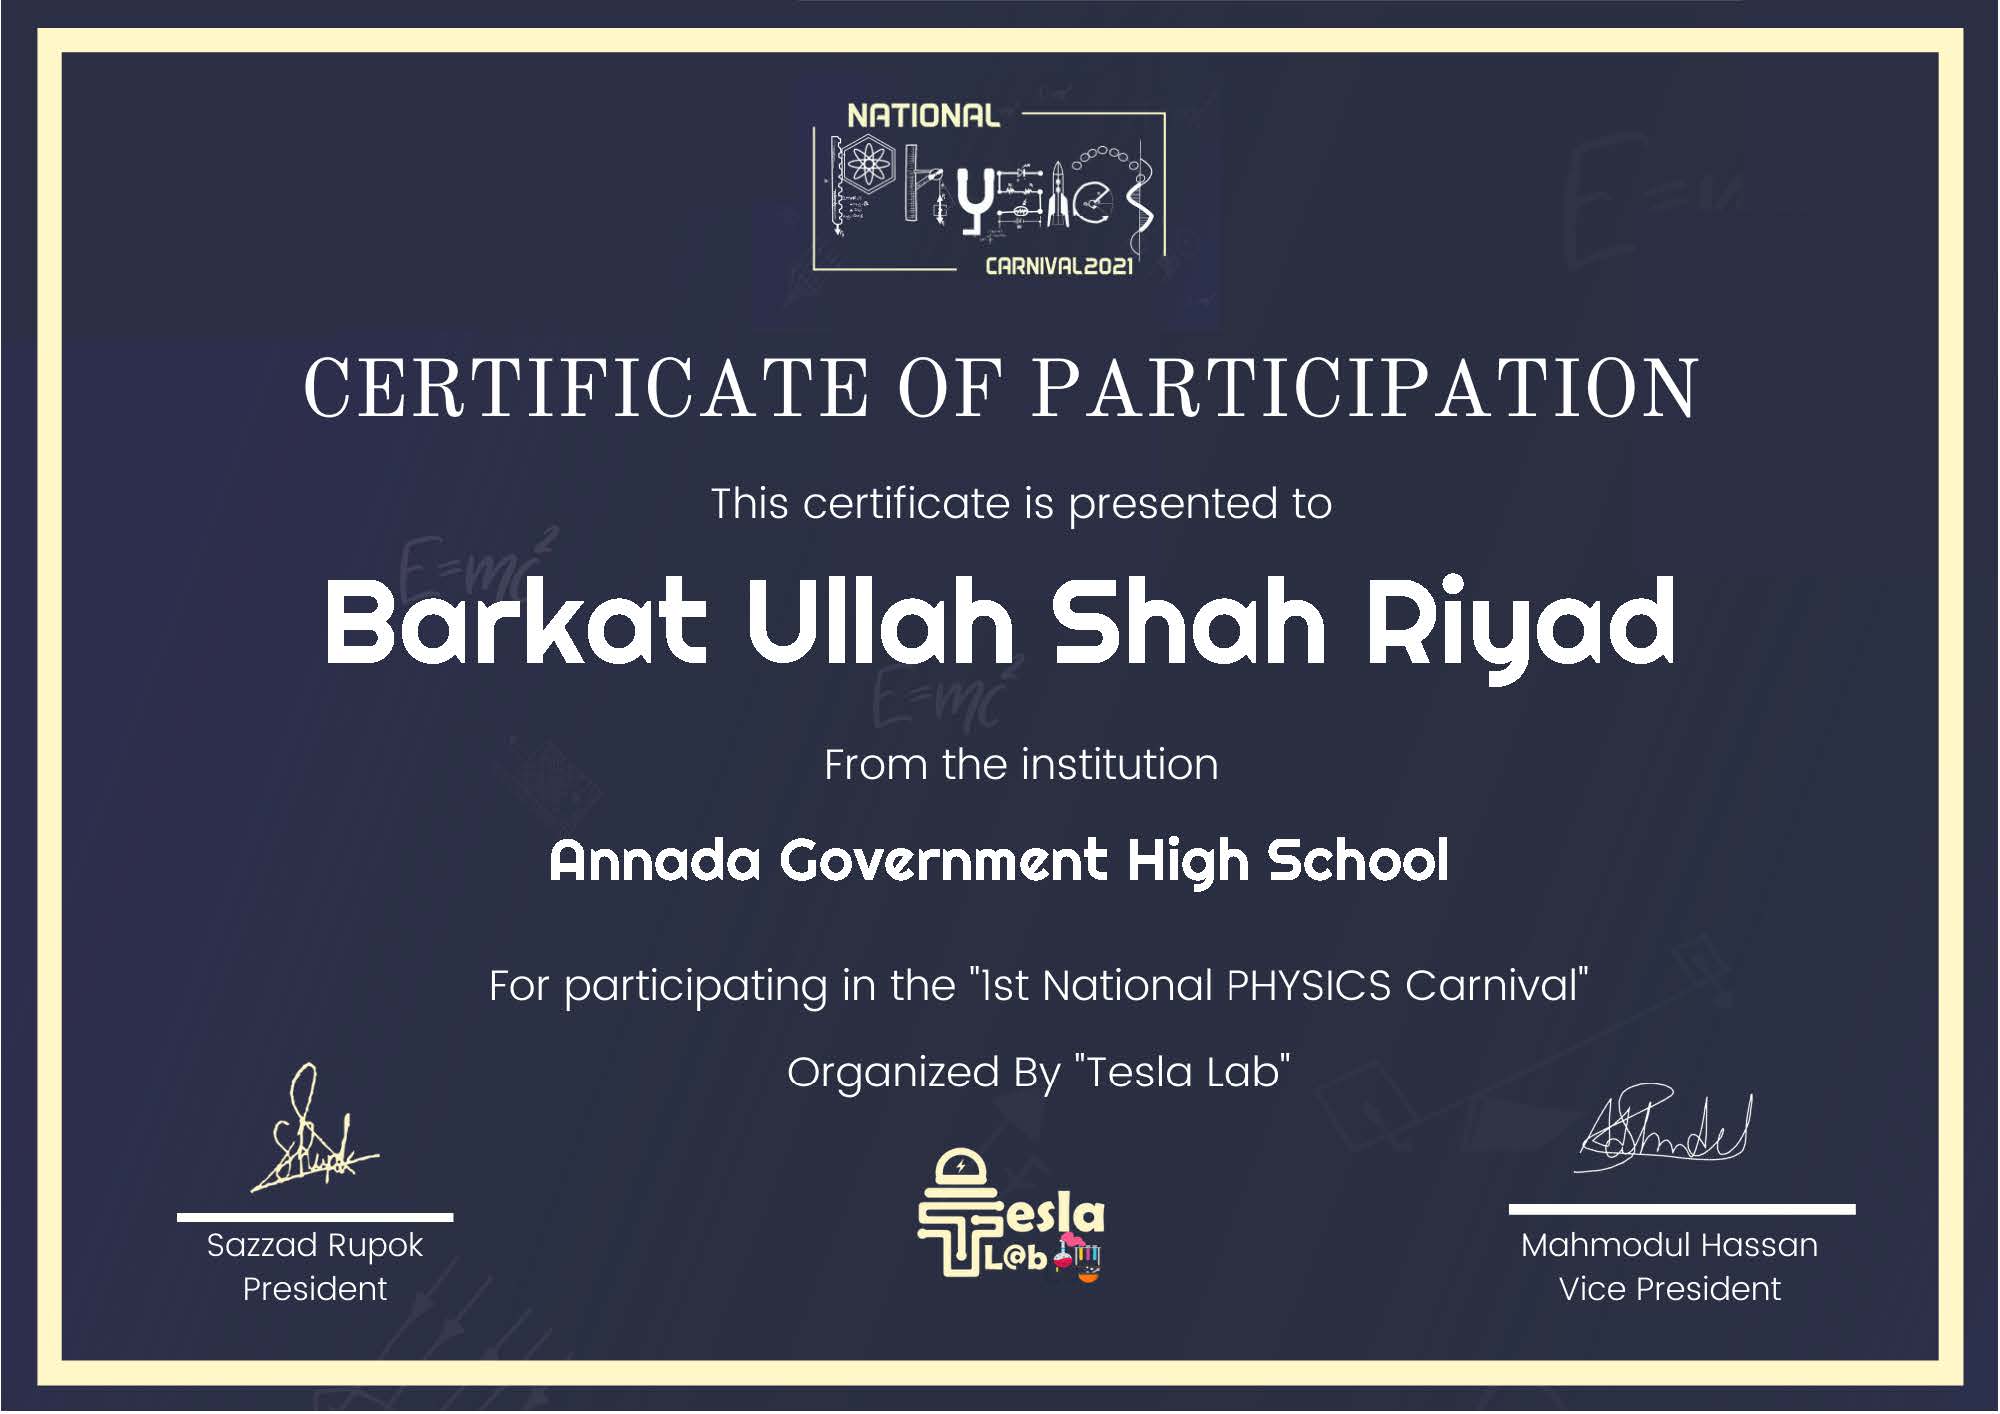 NATIONAL
Physics
CARNIVAL2021
CERTIFICATE OF PARTICIPATION
This certificate is presented to
E=mc²
Barkat Ullah Shah Riyad
E=mc²
From the institution
Annada Government High School
For participating in the "1st National PHYSICS Carnival"
Organized By "Tesla Lab"
Tesla
L@b
Sazzad Rupok
President
Mahmodul Hassan
Vice President